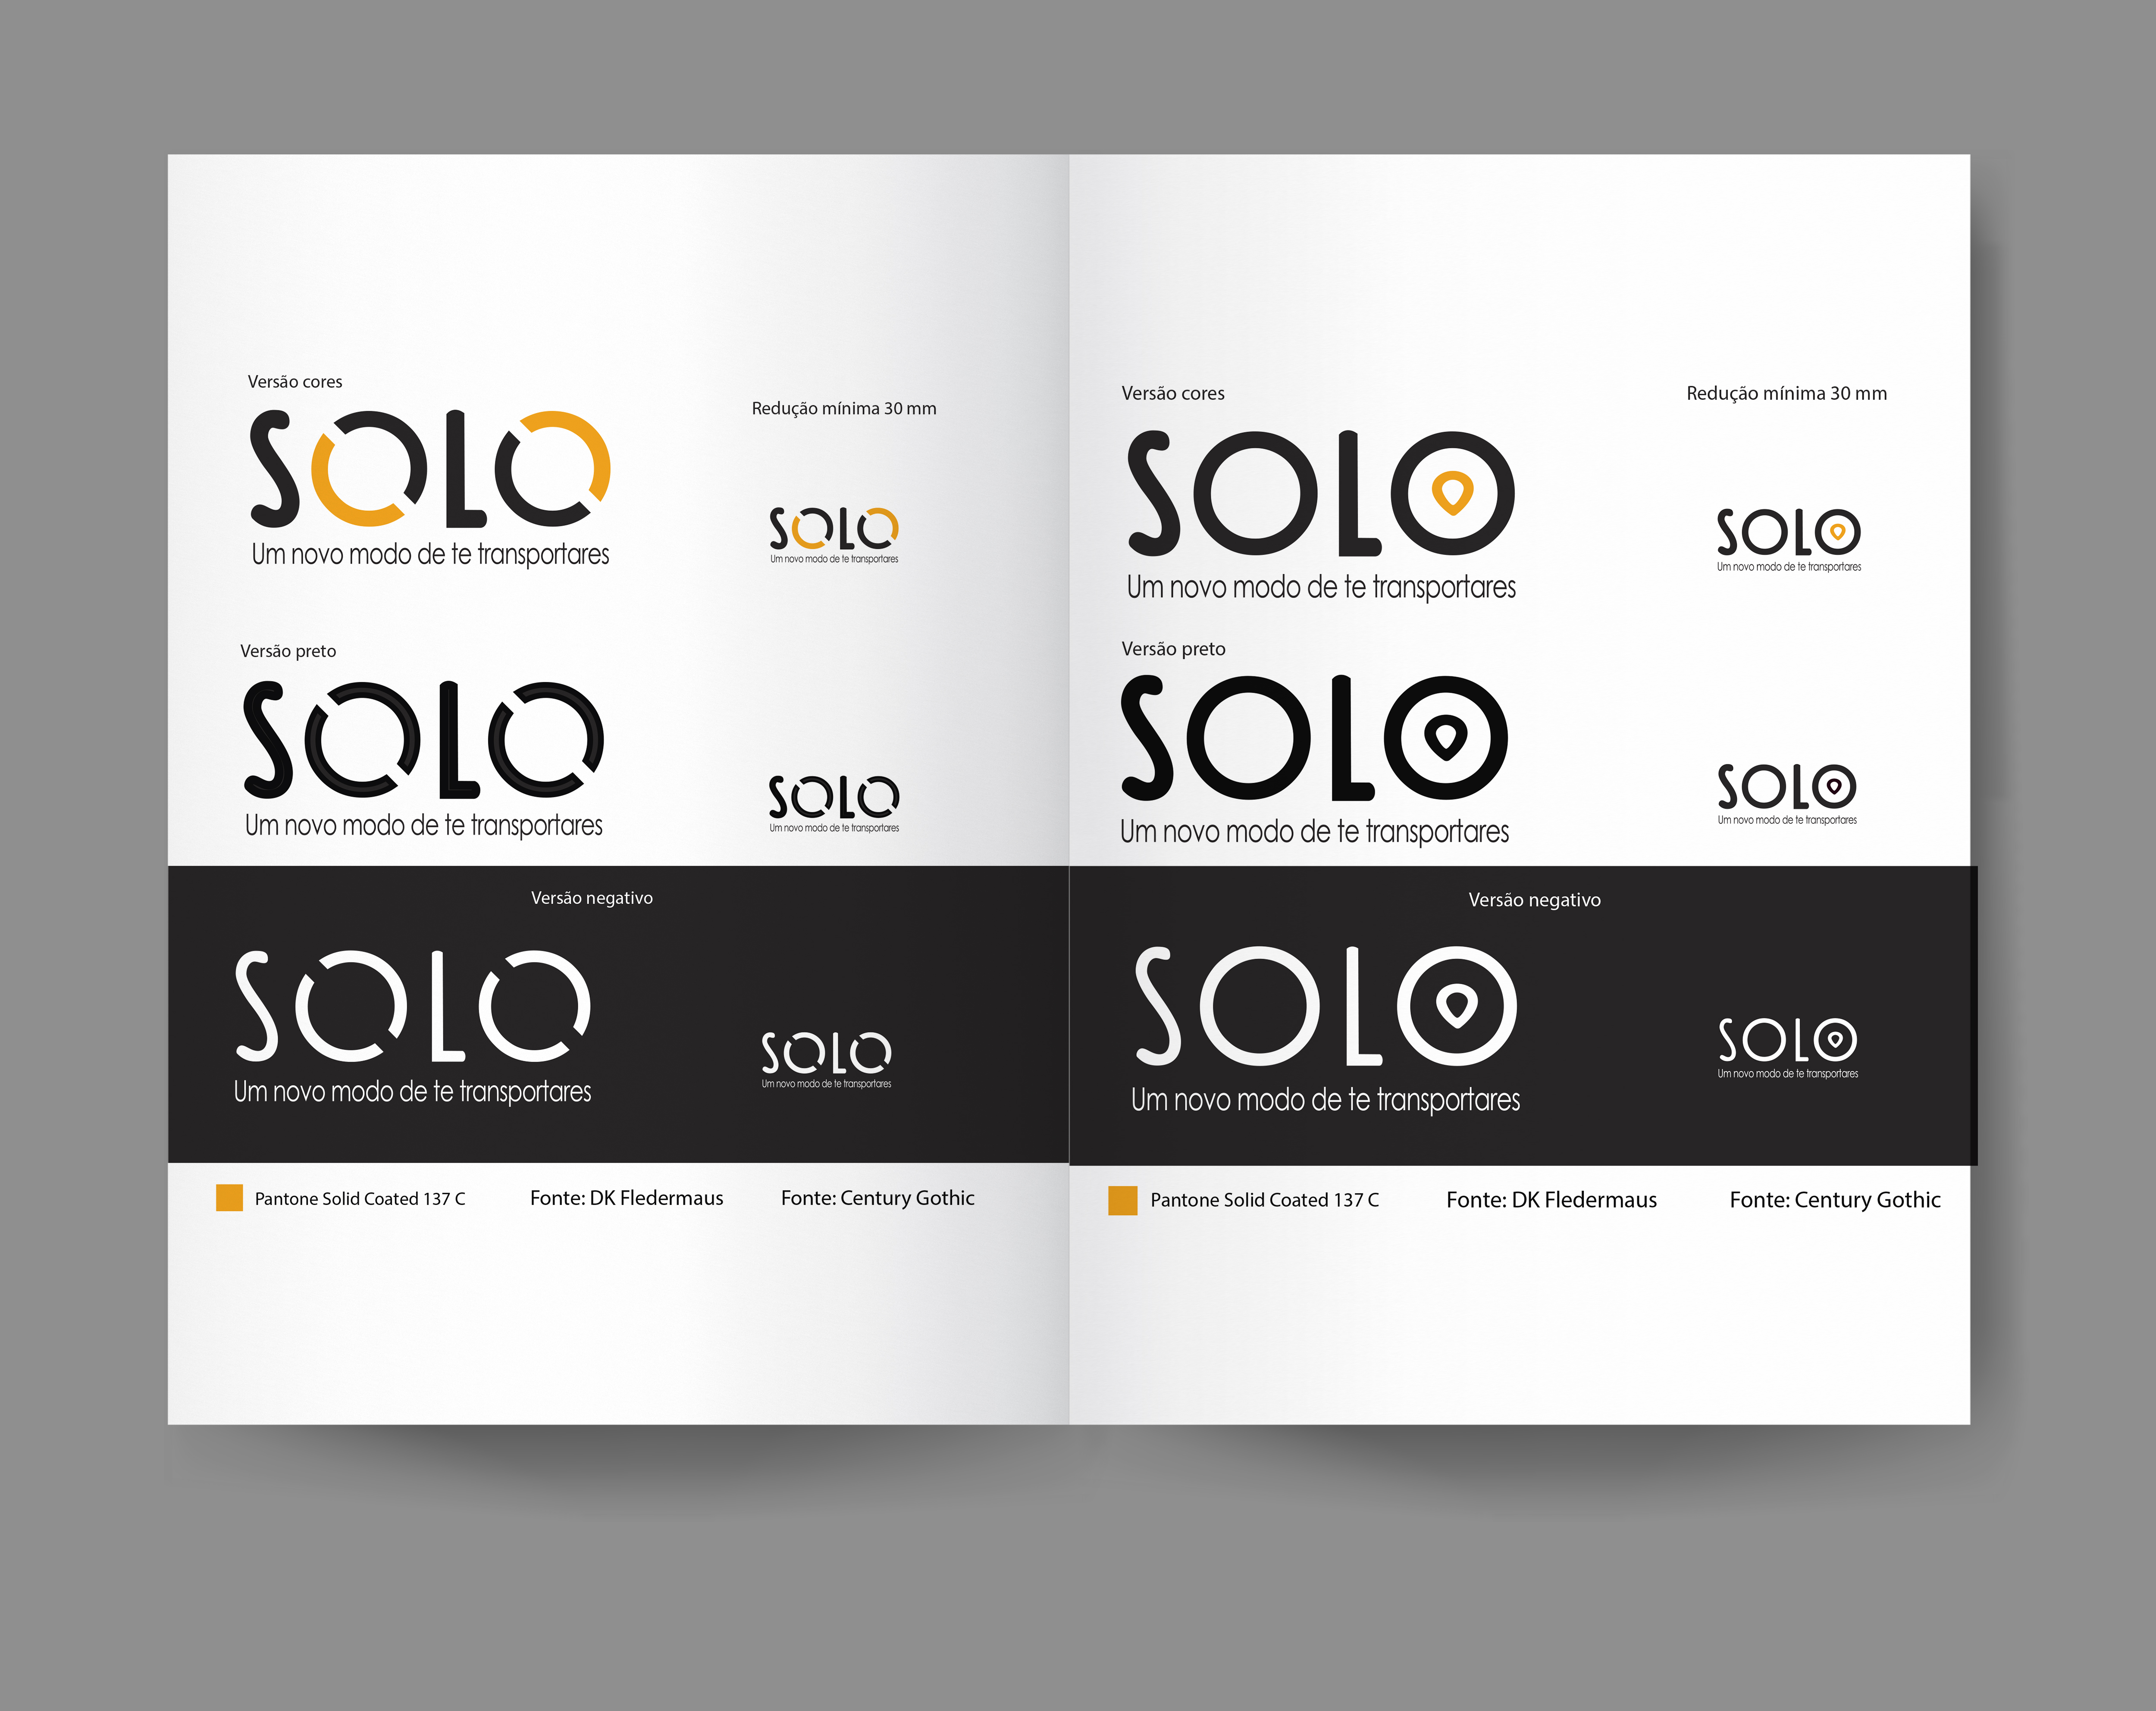 Versão cores
SOLO
Um novo modo de te transportares
Redução mínima 30 mm
SOLO
Um novo modo de te transportares
Versão preto
SOLO
Um novo modo de te transportares
SOLO
Um novo modo de te transportares
Versão negativo
SOLO
Um novo modo de te transportares
SOLO
Um novo modo de te transportares
Pantone Solid Coated 137 C
Fonte: DK Fledermaus
Fonte: Century Gothic
Versão cores
SOLO
Um novo modo de te transportares
Redução mínima 30 mm
SOLO
Um novo modo de te transportares
Versão preto
SOLO
Um novo modo de te transportares
SOLO
Um novo modo de te transportares
Versão negativo
SOLO
Um novo modo de te transportares
SOLO
Um novo modo de te transportares
Pantone Solid Coated 137 C
Fonte: DK Fledermaus
Fonte: Century Gothic